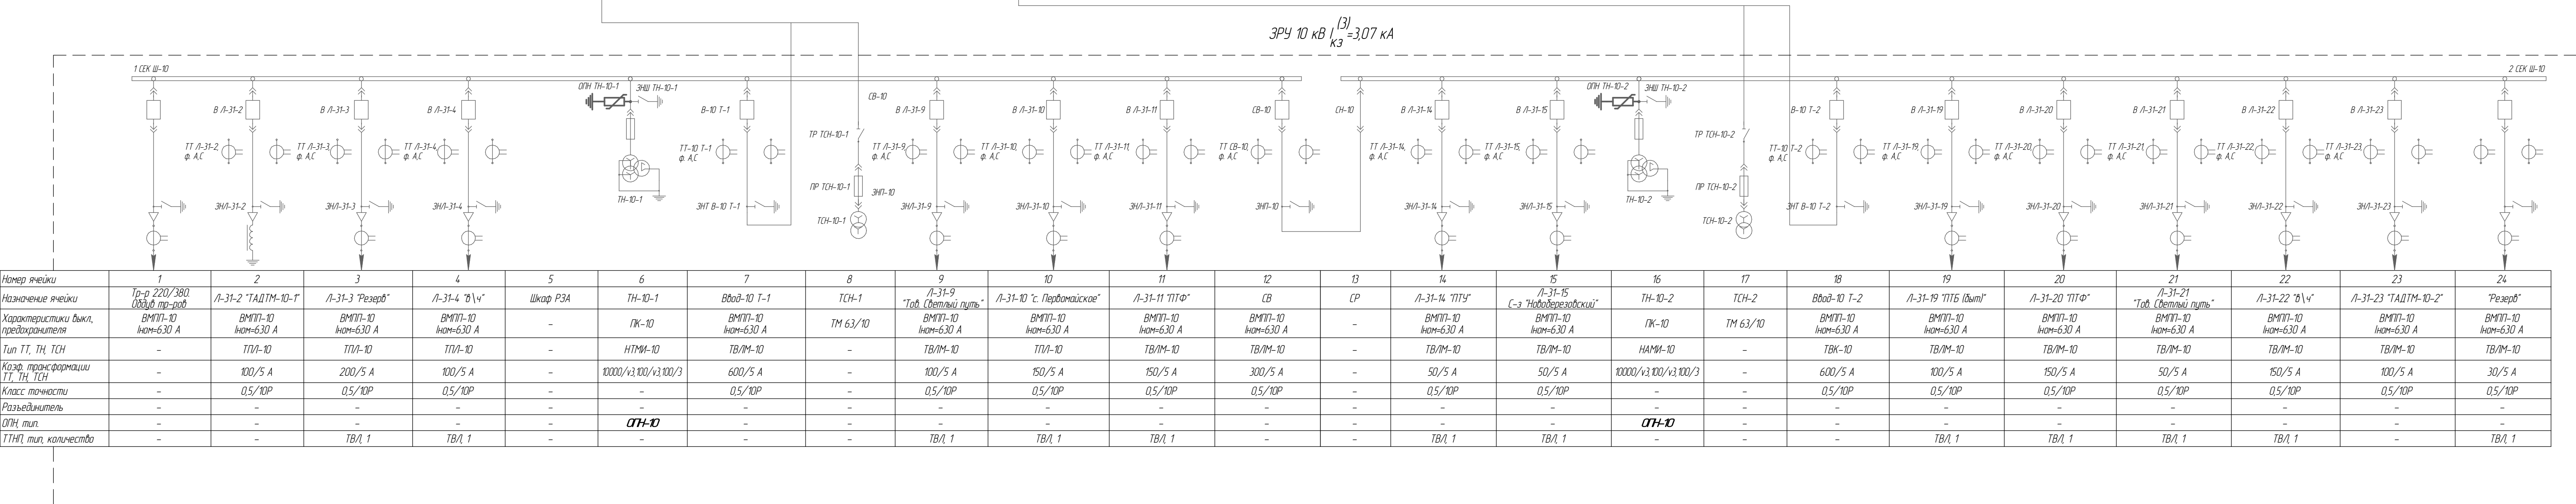 (3)
ЗРУ 10 кВ Iкз=3,07 кА
1 СЕК Ш-10
2 СЕК Ш-10
ОПН ТН-10-1
ЗНШ ТН-10-1
ОПН ТН-10-2
ЗНШ ТН-10-2
В Л-31-2
В Л-31-3
В Л-31-4
В-10 Т-1
СВ-10
В Л-31-9
В Л-31-10
В Л-31-11
СВ-10
СН-10
В Л-31-14
В Л-31-15
В-10 Т-2
В Л-31-19
В Л-31-20
В Л-31-21
В Л-31-22
В Л-31-23
ТР ТСН-10-1
ТР ТСН-10-2
ТТ Л-31-2,
ф. А,С
ТТ Л-31-3,
ф. А,С
ТТ Л-31-4,
ф. А,С
ТТ-10 Т-1
ф. А,С
ТТ Л-31-9,
ф. А,С
ТТ Л-31-10,
ф. А,С
ТТ Л-31-11,
ф. А,С
ТТ СВ-10,
ф. А,С
ТТ Л-31-14,
ф. А,С
ТТ Л-31-15,
ф. А,С
ТТ-10 Т-2
ф. А,С
ТТ Л-31-19,
ф. А,С
ТТ Л-31-20,
ф. А,С
ТТ Л-31-21,
ф. А,С
ТТ Л-31-22,
ф. А,С
ТТ Л-31-23,
ф. А,С
ПР ТСН-10-1
ЗНП-10
ПР ТСН-10-2
ТН-10-1
ТН-10-2
ЗНЛ-31-2
ЗНЛ-31-3
ЗНЛ-31-4
ЗНТ В-10 Т-1
ТСН-10-1
ЗНЛ-31-9
ЗНЛ-31-10
ЗНЛ-31-11
ЗНП-10
ЗНЛ-31-14
ЗНЛ-31-15
ТСН-10-2
ЗНТ В-10 Т-2
ЗНЛ-31-19
ЗНЛ-31-20
ЗНЛ-31-21
ЗНЛ-31-22
ЗНЛ-31-23
Номер ячейки 1 2 3 4 5 6 7 8 9 10 11 12 13 14 15 16 17 18 19 20 21 22 23 24
Назначение ячейки Тр-р 220/380. Обдув тр-ров Л-31-2 "ТАДТМ-10-1" Л-31-3 "Резерв" Л-31-4 "в\ч" Шкаф РЗА ТН-10-1 Ввод-10 Т-1 ТСН-1 Л-31-9 "Тов. Светлый путь" Л-31-10 "с. Первомайское" Л-31-11 "ПТФ" СВ СР Л-31-14 "ПТУ" Л-31-15 С-з "Новоберезовский" ТН-10-2 ТСН-2 Ввод-10 Т-2 Л-31-19 "ПТБ (быт)" Л-31-20 "ПТФ" Л-31-21 "Тов. Светлый путь" Л-31-22 "в\ч" Л-31-23 "ТАДТМ-10-2" "Резерв"
Характеристики выкл., предохранителя ВМПП-10 Iном=630 А ВМПП-10 Iном=630 А ВМПП-10 Iном=630 А ВМПП-10 Iном=630 А - ПК-10 ВМПП-10 Iном=630 А ТМ 63/10 ВМПП-10 Iном=630 А ВМПП-10 Iном=630 А ВМПП-10 Iном=630 А ВМПП-10 Iном=630 А - ВМПП-10 Iном=630 А ВМПП-10 Iном=630 А ПК-10 ТМ 63/10 ВМПП-10 Iном=630 А ВМПП-10 Iном=630 А ВМПП-10 Iном=630 А ВМПП-10 Iном=630 А ВМПП-10 Iном=630 А ВМПП-10 Iном=630 А ВМПП-10 Iном=630 А
Тип ТТ, ТН, ТСН - ТПЛ-10 ТПЛ-10 ТПЛ-10 - НТМИ-10 ТВЛМ-10 - ТВЛМ-10 ТПЛ-10 ТВЛМ-10 ТВЛМ-10 - ТВЛМ-10 ТВЛМ-10 НАМИ-10 - ТВК-10 ТВЛМ-10 ТВЛМ-10 ТВЛМ-10 ТВЛМ-10 ТВЛМ-10 ТВЛМ-10
Коэф. трансформации ТТ, ТН, ТСН - 100/5 А 200/5 А 100/5 А - 10000/√3,100/√3,100/3 600/5 А - 100/5 А 150/5 А 150/5 А 300/5 А - 50/5 А 50/5 А 10000/√3,100/√3,100/3 - 600/5 А 100/5 А 150/5 А 50/5 А 150/5 А 100/5 А 30/5 А
Класс точности - 0,5/10Р 0,5/10Р 0,5/10Р - - 0,5/10Р - 0,5/10Р 0,5/10Р 0,5/10Р 0,5/10Р - 0,5/10Р 0,5/10Р - - 0,5/10Р 0,5/10Р 0,5/10Р 0,5/10Р 0,5/10Р 0,5/10Р 0,5/10Р
Разъединитель - - - - - - - - - - - - - - - - - - - - - - - -
ОПН, тип. - - - - - ОПН-10 - - - - - - - - - ОПН-10 - - - - - - - -
ТТНП, тип, количество - - ТВЛ, 1 ТВЛ, 1 - - - - ТВЛ, 1 ТВЛ, 1 ТВЛ, 1 - - ТВЛ, 1 ТВЛ, 1 - - - ТВЛ, 1 ТВЛ, 1 ТВЛ, 1 ТВЛ, 1 - ТВЛ, 1